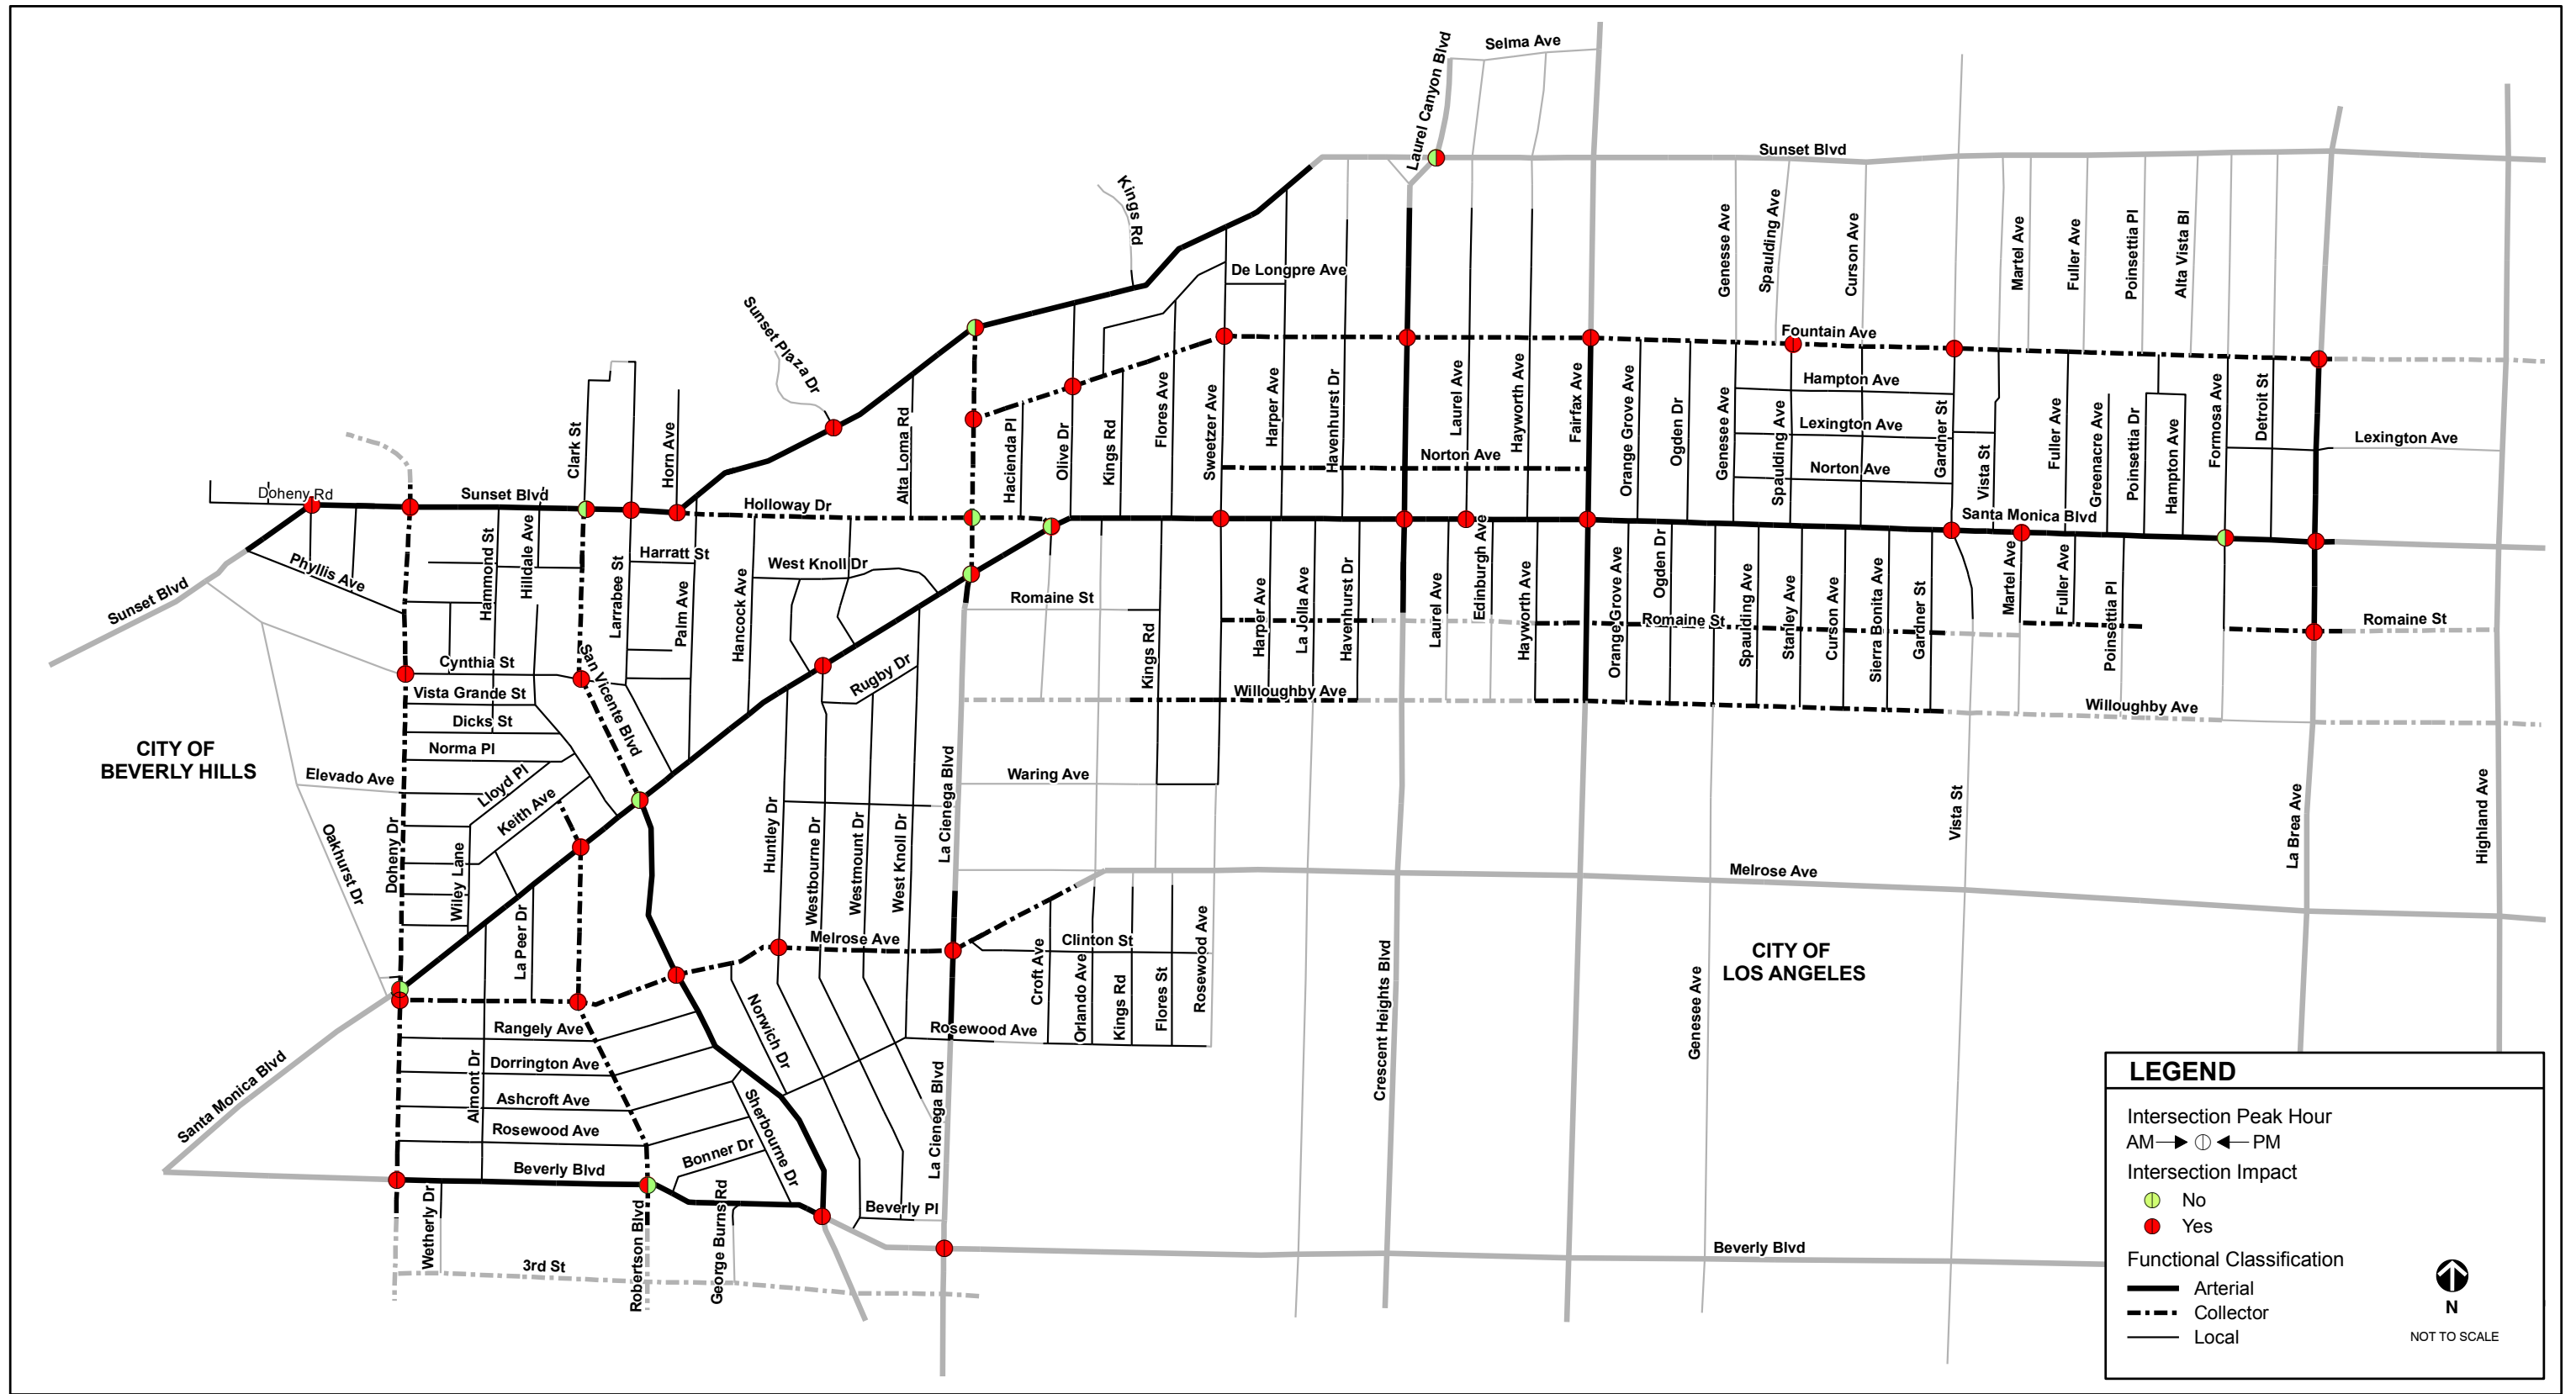 Selma Ave
Laurel Canyon Blvd
Sunset Blvd
Kings Rd
De Longpre Ave
Genesee Ave
Spaulding Ave
Curson Ave
Martel Ave
Fuller Ave
Poinsettia Pl
Alta Vista Bl
Sunset Plaza Dr
Fountain Ave
Clark St
Horn Ave
Alta Loma Rd
Hacienda Pl
Olive Dr
Kings Rd
Flores Ave
Sweetzer Ave
Harper Ave
Havenhurst Dr
Laurel Ave
Hayworth Ave
Fairfax Ave
Orange Grove Ave
Ogden Dr
Genesee Ave
Hampton Ave
Lexington Ave
Norton Ave
Norton Ave
Spaulding Ave
Gardner St
Vista St
Fuller Ave
Greenacre Ave
Poinsettia Dr
Hampton Ave
Formosa Ave
Detroit St
Lexington Ave
Doheny Rd
Sunset Blvd
Holloway Dr
Santa Monica Blvd
Phyllis Ave
Hammond St
Hilldale Ave
Larrabee St
Harratt St
Palm Ave
Hancock Ave
West Knoll Dr
Romaine St
Kings Rd
Harper Ave
La Jolla Ave
Havenhurst Dr
Laurel Ave
Edinburgh Ave
Hayworth Ave
Orange Grove Ave
Ogden Dr
Romaine St
Spaulding Ave
Stanley Ave
Curson Ave
Sierra Bonita Ave
Gardner St
Martel Ave
Fuller Ave
Poinsettia Pl
Romaine St
Sunset Blvd
Cynthia St
San Vicente Blvd
Rugby Dr
Vista Grande St
Willoughby Ave
Willoughby Ave
Dicks St
Norma Pl
CITY OF
BEVERLY HILLS
Elevado Ave
Lloyd Pl
Keith Ave
Waring Ave
Oakhurst Dr
Doheny Dr
Wiley Lane
La Peer Dr
Huntley Dr
Westbourne Dr
Westmount Dr
West Knoll Dr
La Cienega Blvd
Vista St
La Brea Ave
Highland Ave
Melrose Ave
Melrose Ave
Clinton St
Croft Ave
Orlando Ave
Kings Rd
Flores St
Rosewood Ave
Crescent Heights Blvd
Genesee Ave
CITY OF
LOS ANGELES
Rangely Ave
Norwich Dr
Rosewood Ave
Santa Monica Blvd
Almont Dr
Dorrington Ave
Ashcroft Ave
Rosewood Ave
Sherbourne Dr
La Cienega Blvd
Bonner Dr
Beverly Blvd
Wetherly Dr
Robertson Blvd
George Burns Rd
Beverly Pl
Beverly Blvd
3rd St
LEGEND
Intersection Peak Hour
AM PM
Intersection Impact
No
Yes
Functional Classification
Arterial
Collector
Local
N
NOT TO SCALE